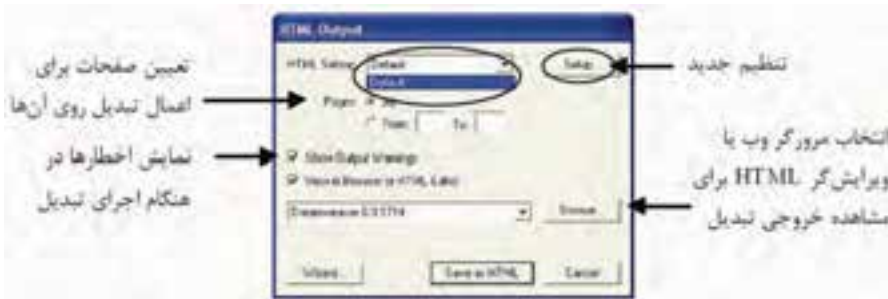 HTML Output
HTML Setup: Default
Default
Setup
Pages: All
From: To:
Show Output Warnings
View in Browser (or HTML Editor)
Dreamweaver
Browse...
Wizard...
Save as HTML
Cancel
تنظیم جدید
انتخاب مرورگر وب یا
ویرایش‌گر HTML برای
مشاهده خروجی تبدیل
تعیین صفحات برای
اعمال تبدیل روی آن‌ها
نمایش اخطارها در
هنگام اجرای تبدیل